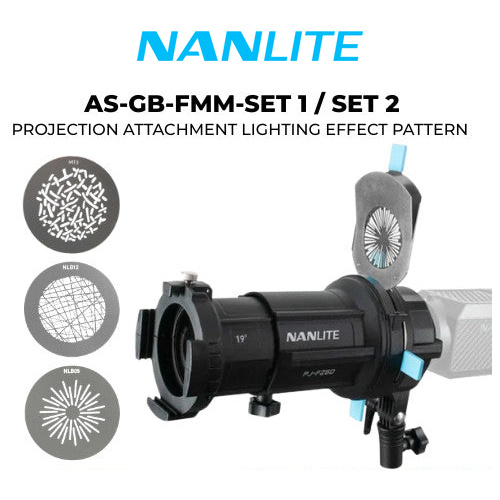 NANLITE
AS-GB-FMM-SET 1 / SET 2
PROJECTION ATTACHMENT LIGHTING EFFECT PATTERN
MT3
NLB12
NLB05
19°
NANLITE
PJ-FZ60